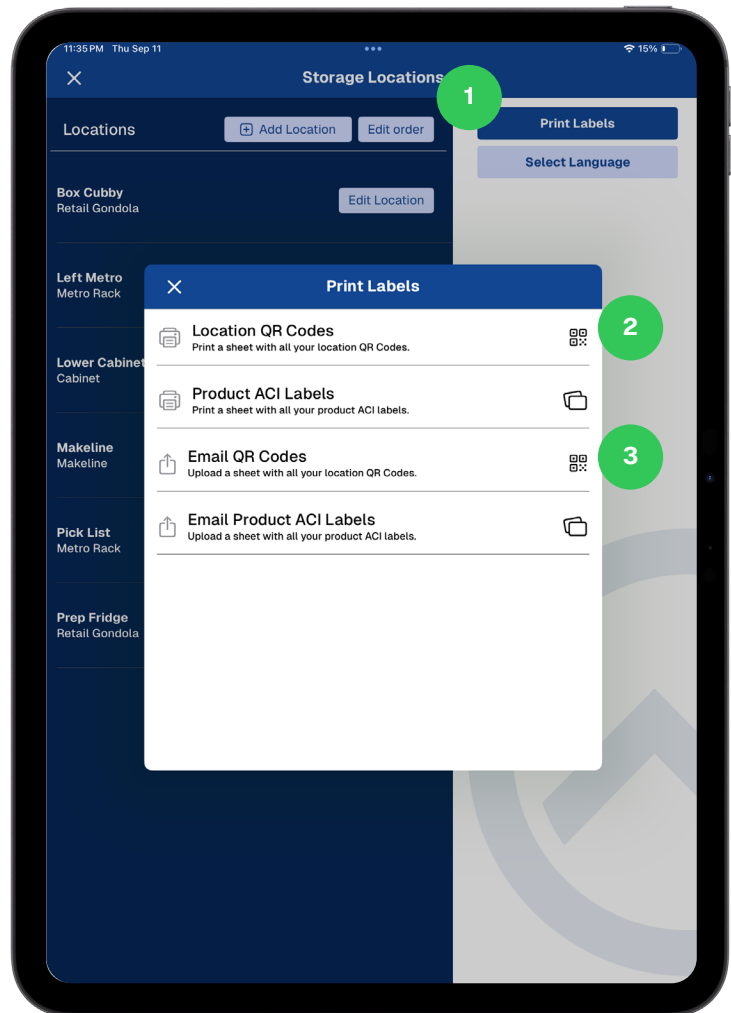 11:35 PM Thu Sep 11
15%
Storage Locations
1
Locations
Add Location
Edit order
Print Labels
Select Language
Box Cubby
Retail Gondola
Edit Location
Left Metro
Metro Rack
Lower Cabinet
Cabinet
Makeline
Makeline
Pick List
Metro Rack
Prep Fridge
Retail Gondola
Print Labels
Location QR Codes
Print a sheet with all your location QR Codes.
2
Product ACI Labels
Print a sheet with all your product ACI labels.
Email QR Codes
Upload a sheet with all your location QR Codes.
3
Email Product ACI Labels
Upload a sheet with all your product ACI labels.